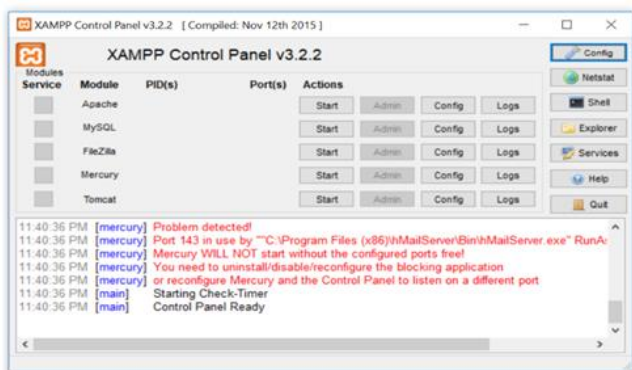 XAMPP Control Panel v3.2.2 [ Compiled: Nov 12th 2015 ]
XAMPP Control Panel v3.2.2
Config
Modules
Service Module PID(s) Port(s) Actions
Netstat
Apache Start Admin Config Logs
Shell
MySQL Start Admin Config Logs
Explorer
FileZilla Start Admin Config Logs
Services
Mercury Start Admin Config Logs
Help
Tomcat Start Admin Config Logs
Quit
11:40:36 PM [mercury] Problem detected!
11:40:36 PM [mercury] Port 143 in use by ""C:\Program Files (x86)\hMailServer\Bin\hMailServer.exe" RunAs
11:40:36 PM [mercury] Mercury WILL NOT start without the configured ports free!
11:40:36 PM [mercury] You need to uninstall/disable/reconfigure the blocking application
11:40:36 PM [mercury] or reconfigure Mercury and the Control Panel to listen on a different port
11:40:36 PM [main] Starting Check-Timer
11:40:36 PM [main] Control Panel Ready